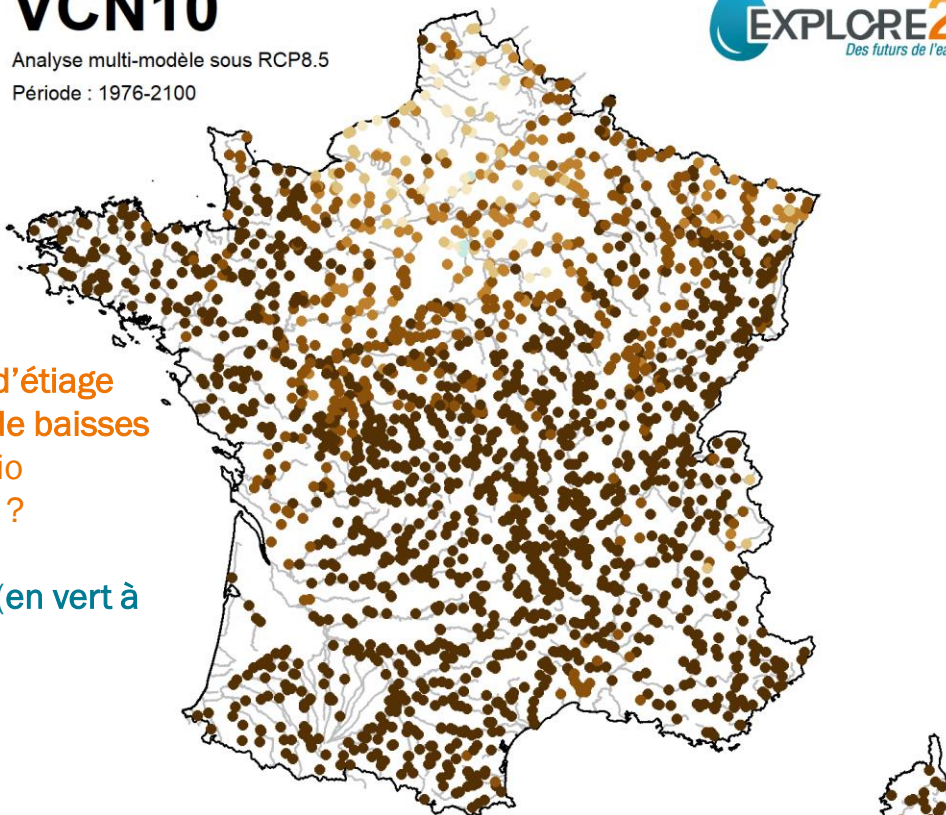 VCN10
Analyse multi-modèle sous RCP8.5
Période : 1976-2100
EXPLORE2
Des futurs de l'ea
d'étiage
de baisses
io
?
(en vert à